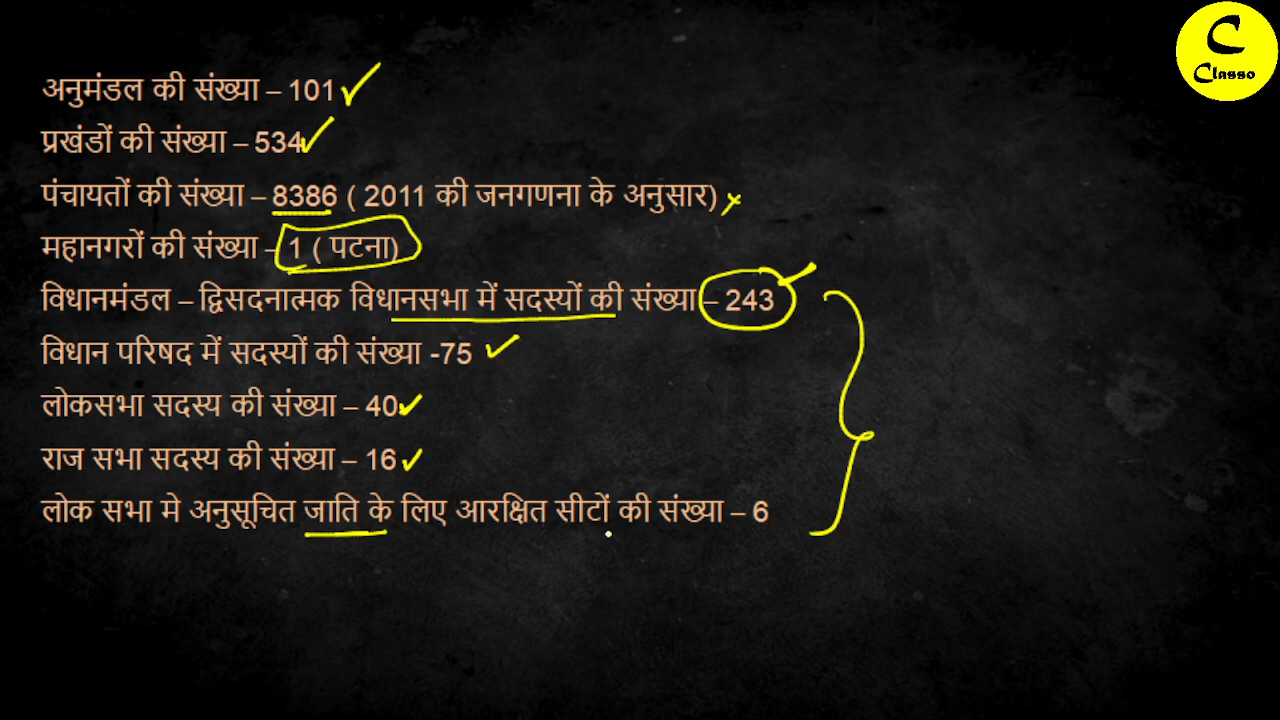 C
Classo
अनुमंडल की संख्या – 101
प्रखंडों की संख्या – 534
पंचायतों की संख्या – 8386 ( 2011 की जनगणना के अनुसार)
महानगरों की संख्या – 1 ( पटना)
विधानमंडल – द्विसदनात्मक विधानसभा में सदस्यों की संख्या – 243
विधान परिषद में सदस्यों की संख्या -75
लोकसभा सदस्य की संख्या – 40
राज सभा सदस्य की संख्या – 16
लोक सभा मे अनुसूचित जाति के लिए आरक्षित सीटों की संख्या – 6